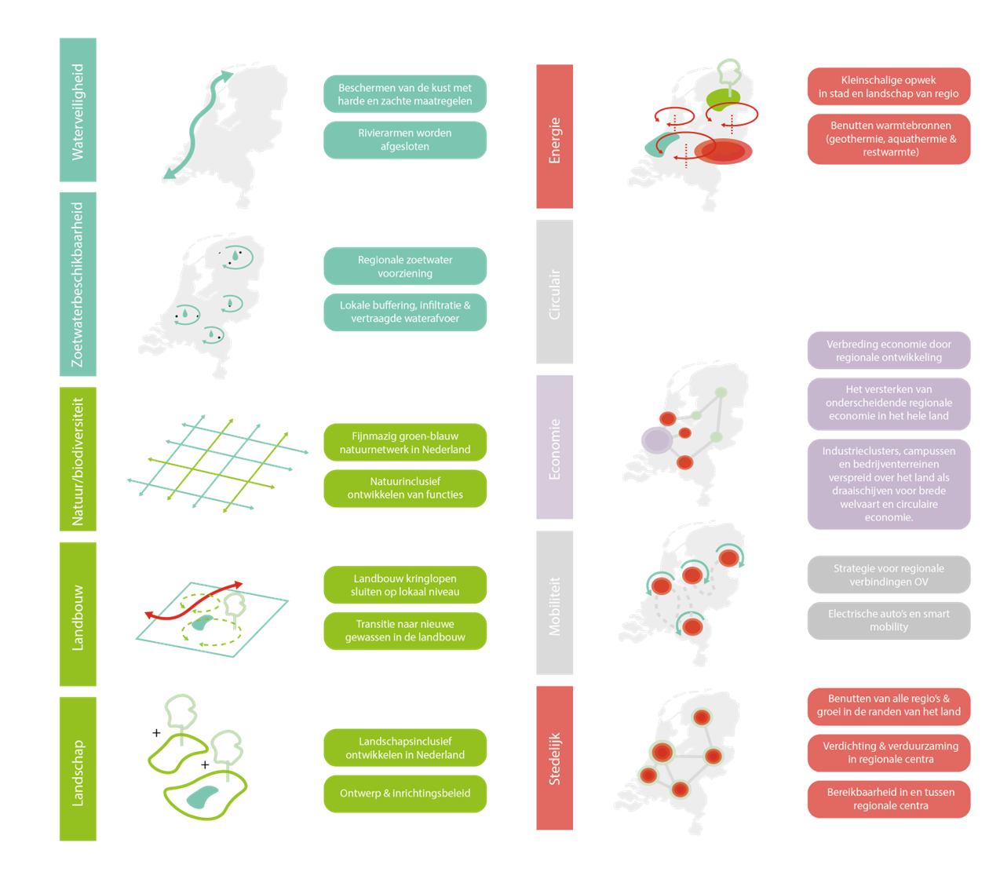 Waterveiligheid
Beschermen van de kust met
harde en zachte maatregelen
Rivierarmen worden
afgesloten
Zoetwaterbeschikbaarheid
Regionale zoetwater
voorziening
Lokale buffering, infiltratie &
vertraagde waterafvoer
Natuur/biodiversiteit
Fijnmazig groen-blauw
natuurnetwerk in Nederland
Natuurinclusief
ontwikkelen van functies
Landbouw
Landbouw kringlopen
sluiten op lokaal niveau
Transitie naar nieuwe
gewassen in de landbouw
Landschap
+
+
Landschapsinclusief
ontwikkelen in Nederland
Ontwerp & inrichtingsbeleid
Energie
Kleinschalige opwek
in stad en landschap van regio
Benutten warmtebronnen
(geothermie, aquathermie &
restwarmte)
Circulair
Economie
Verbreding economie door
regionale ontwikkeling
Het versterken van
onderscheidende regionale
economie in het hele land
Industrieclusters, campussen
en bedrijventerreinen
verspreid over het land als
draaischijven voor brede
welvaart en circulaire
economie.
Mobiliteit
Strategie voor regionale
verbindingen OV
Electrische auto's en smart
mobility
Stedelijk
Benutten van alle regio's &
groei in de randen van het land
Verdichting & verduurzaming
in regionale centra
Bereikbaarheid in en tussen
regionale centra